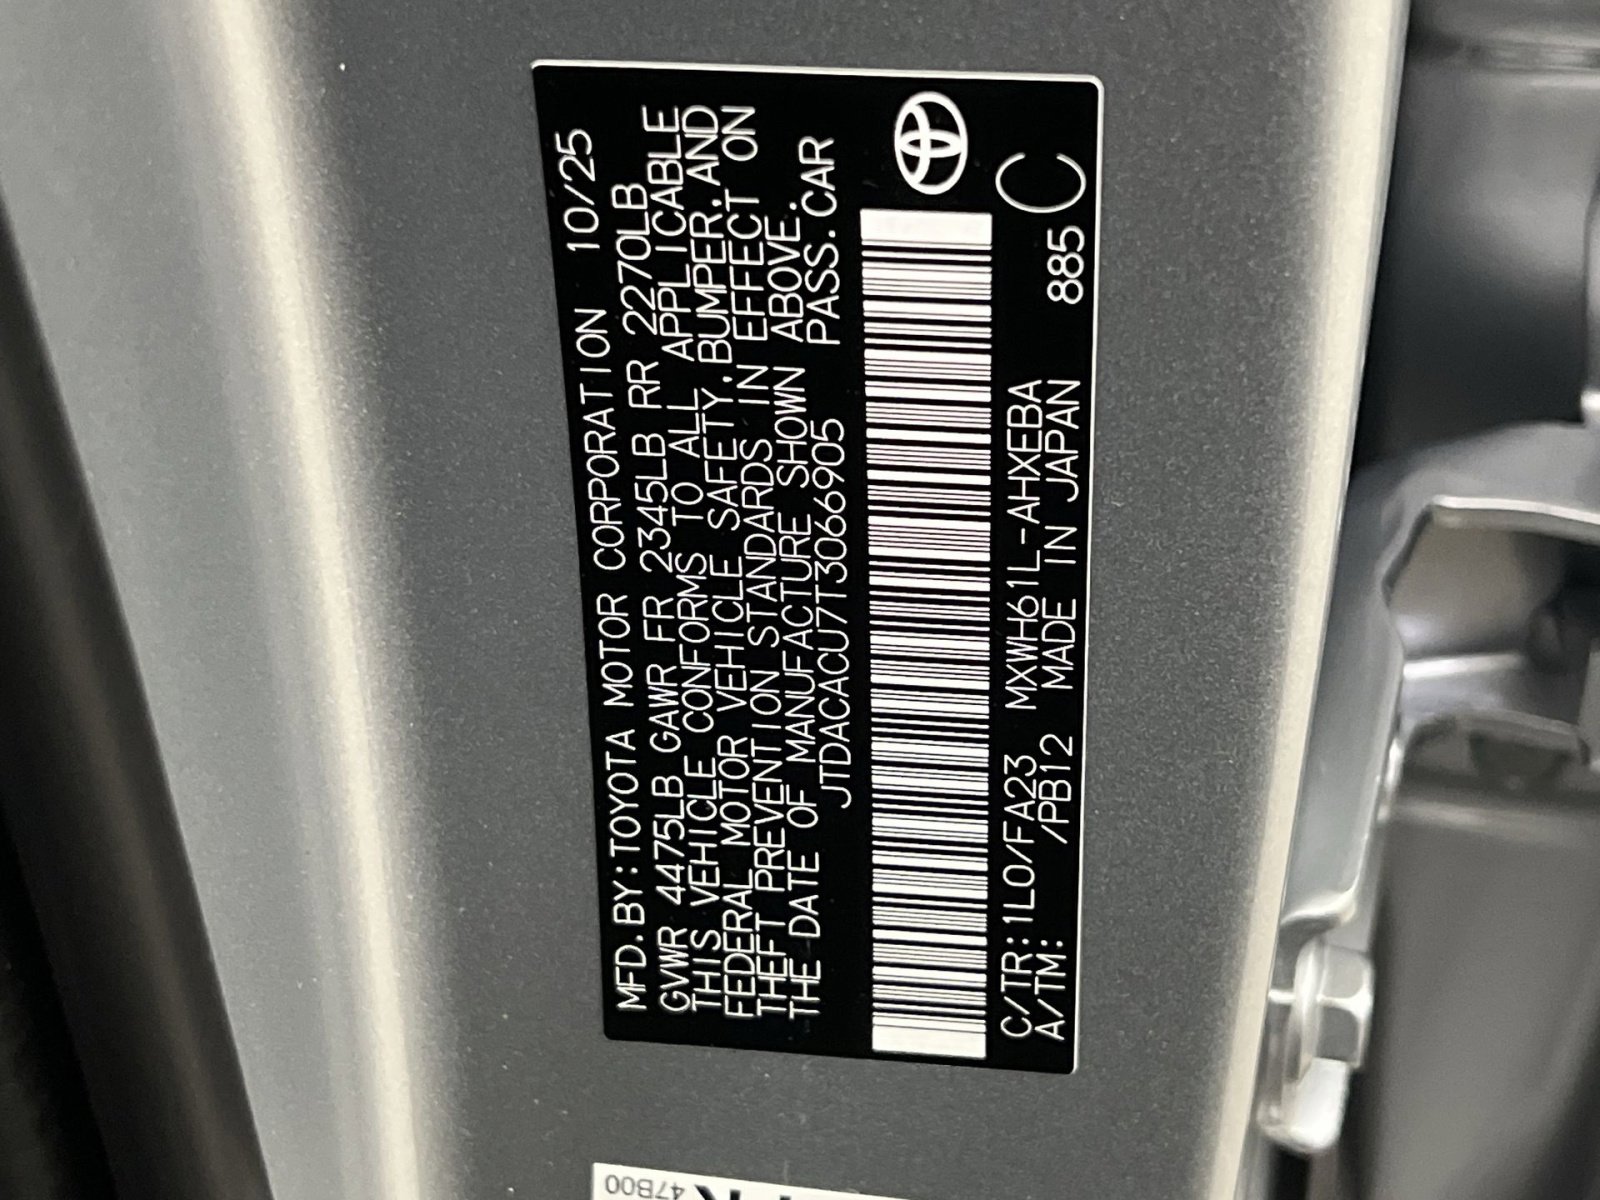 MFD.BY:TOYOTA MOTOR CORPORATION 10/25
GVWR 4475LB GAWR FR 2345LB RR 2270LB
THIS VEHICLE CONFORMS TO ALL APPLICABLE
FEDERAL MOTOR VEHICLE SAFETY,BUMPER,AND
THEFT PREVENTION STANDARDS IN EFFECT ON
THE DATE OF MANUFACTURE SHOWN ABOVE.
JTDACACU7T3066905 PASS.CAR
C/TR:1L0/FA23 MXWH61L-AHXEBA
A/TM: /PB12 MADE IN JAPAN 885 C
47B00